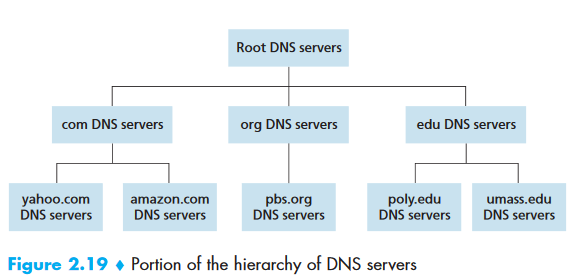 Root DNS servers
com DNS servers
org DNS servers
edu DNS servers
yahoo.com
DNS servers
amazon.com
DNS servers
pbs.org
DNS servers
poly.edu
DNS servers
umass.edu
DNS servers
Figure 2.19 ♦ Portion of the hierarchy of DNS servers